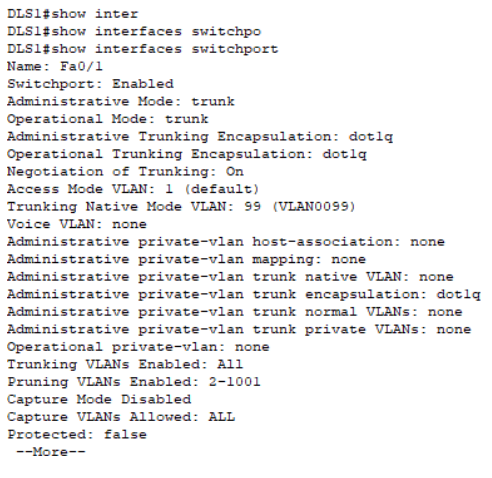 DLS1#show inter
DLS1#show interfaces switchpo
DLS1#show interfaces switchport
Name: Fa0/1
Switchport: Enabled
Administrative Mode: trunk
Operational Mode: trunk
Administrative Trunking Encapsulation: dot1q
Operational Trunking Encapsulation: dot1q
Negotiation of Trunking: On
Access Mode VLAN: 1 (default)
Trunking Native Mode VLAN: 99 (VLAN0099)
Voice VLAN: none
Administrative private-vlan host-association: none
Administrative private-vlan mapping: none
Administrative private-vlan trunk native VLAN: none
Administrative private-vlan trunk encapsulation: dot1q
Administrative private-vlan trunk normal VLANs: none
Administrative private-vlan trunk private VLANs: none
Operational private-vlan: none
Trunking VLANs Enabled: All
Pruning VLANs Enabled: 2-1001
Capture Mode Disabled
Capture VLANs Allowed: ALL
Protected: false
--More--